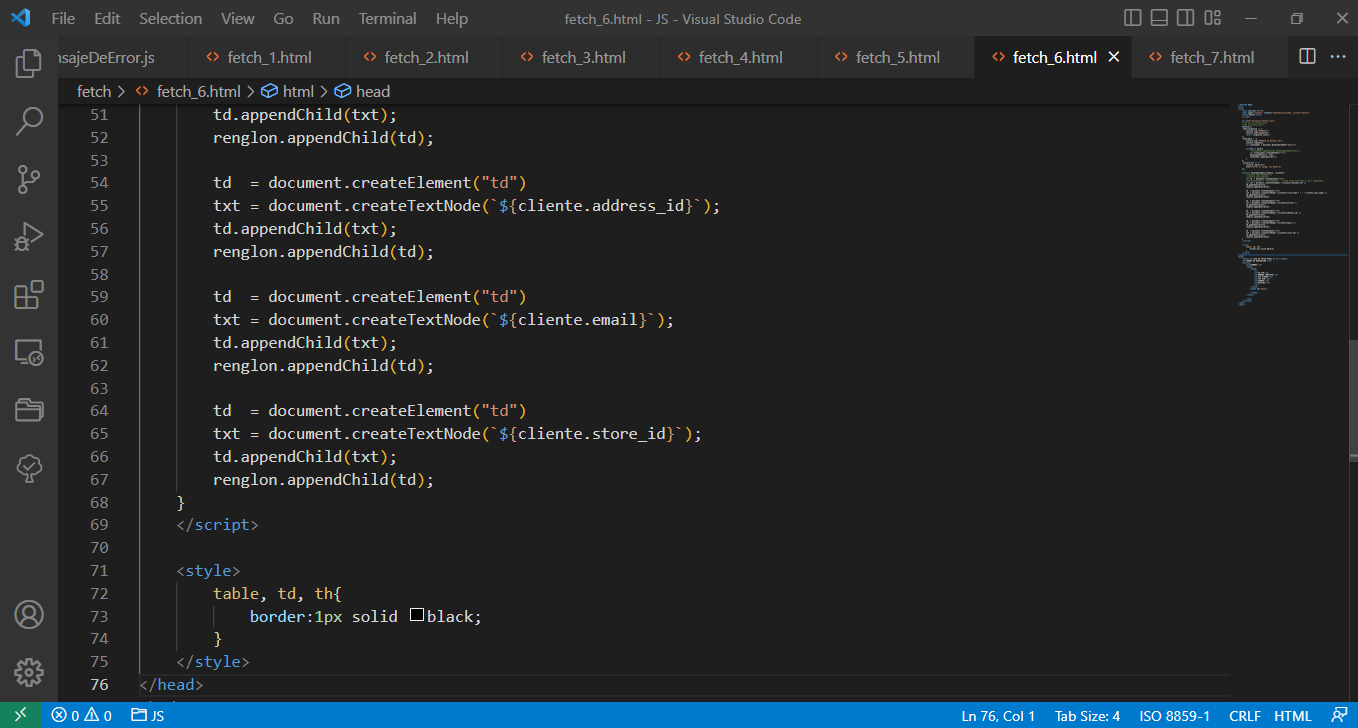 File Edit Selection View Go Run Terminal Help fetch_6.html - JS - Visual Studio Code
nsajeDeError.js fetch_1.html fetch_2.html fetch_3.html fetch_4.html fetch_5.html fetch_6.html fetch_7.html
fetch > fetch_6.html > html > head
51 td.appendChild(txt);
52 renglon.appendChild(td);
53
54 td  = document.createElement("td")
55 txt = document.createTextNode(`${cliente.address_id}`);
56 td.appendChild(txt);
57 renglon.appendChild(td);
58
59 td  = document.createElement("td")
60 txt = document.createTextNode(`${cliente.email}`);
61 td.appendChild(txt);
62 renglon.appendChild(td);
63
64 td  = document.createElement("td")
65 txt = document.createTextNode(`${cliente.store_id}`);
66 td.appendChild(txt);
67 renglon.appendChild(td);
68 }
69 </script>
70
71 <style>
72 table, td, th{
73 border:1px solid black;
74 }
75 </style>
76 </head>
0 0 JS Ln 76, Col 1 Tab Size: 4 ISO 8859-1 CRLF HTML